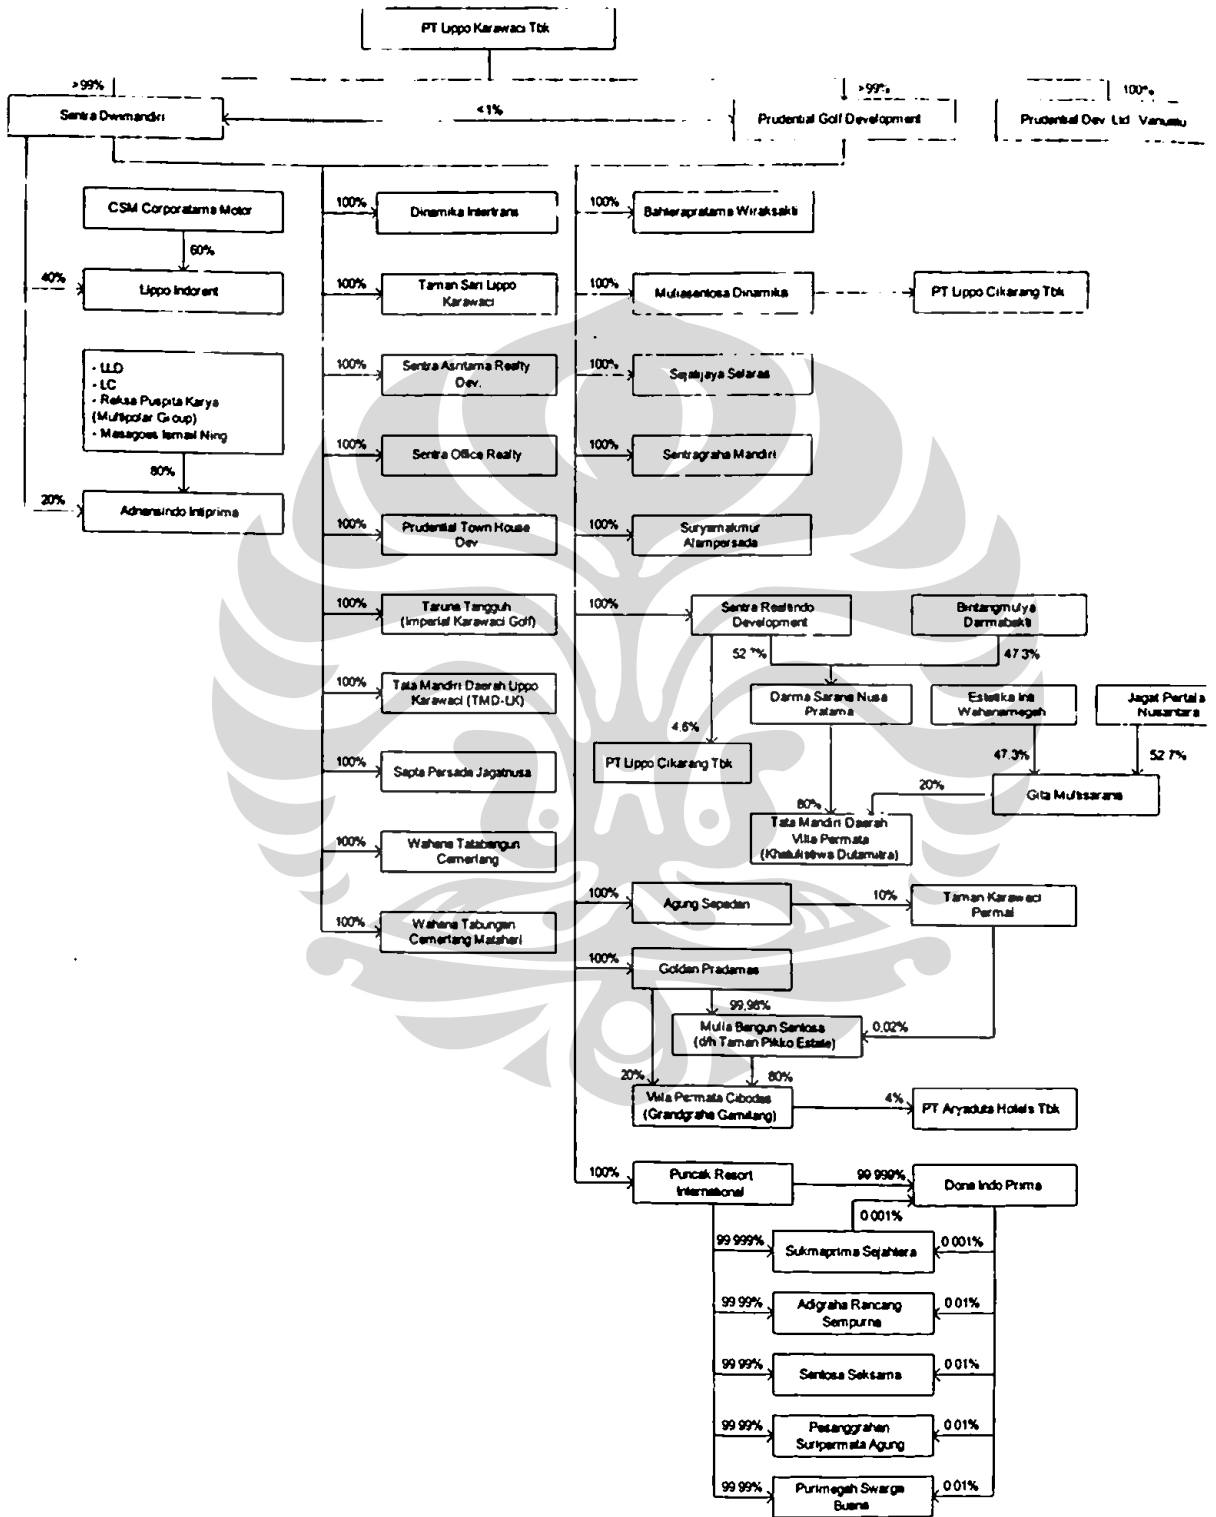 PT Lippo Karawaci Tbk
>99%
<1%
>99%
100%
Sentra Dwimandiri
Prudential Golf Development
Prudential Dev. Ltd
CSM Corporatama Motor
60%
40%
Lippo Indorent
- LLD
- LC
- Reksa Puspita Karya
(Multipolar Group)
- Masagoes Ismail Ning
80%
20%
Adnansindo Intiprima
100%
Dinamika Intertrans
100%
Taman Sari Lippo
Karawaci
100%
Sentra Asritama Realty
Dev.
100%
Sentra Office Realty
100%
Prudential Town House
Dev
100%
Taruna Tangguh
(Imperial Karawaci Golf)
100%
Tata Mandiri Daerah Lippo
Karawaci (TMD-LK)
100%
Sapta Persada Jagatnusa
100%
Wahana Tatabangun
Cemerlang
100%
Wahana Tabungan
Cemerlang Matahari
100%
Bahterapratama Wiraksakti
100%
Muliasentosa Dinamika
PT Lippo Cikarang Tbk
100%
Sejatijaya Selaras
100%
Sentragraha Mandiri
100%
Suryamakmur
Alampersada
100%
Sentra Realtindo
Development
Bintangmulya
Darmabakti
52.7%
47.3%
Darma Sarana Nusa
Pratama
Estetika Inti
Wahanamegah
Jagat Pertala
Nusantara
4.6%
PT Lippo Cikarang Tbk
47.3%
52.7%
20%
Gita Multisarana
80%
Tata Mandiri Daerah
Villa Permata
(Khatulistiwa Dutamitra)
100%
Agung Sepadan
10%
Taman Karawaci
Permai
100%
Golden Pradamas
99,98%
Mulia Bangun Sentosa
(d/h Taman Pikko Estate)
0,02%
20%
80%
Villa Permata Cibodas
(Grandgraha Gemilang)
4%
PT Aryaduta Hotels Tbk
100%
Puncak Resort
International
99.999%
Dona Indo Prima
0.001%
99.999%
Sukmaprima Sejahtera
0.001%
99.99%
Adigraha Rancang
Sempurna
0.01%
99.99%
Sentosa Seksama
0.01%
99.99%
Pesanggrahan
Suripermata Agung
0.01%
99.99%
Purimegah Swarga
Buana
0.01%